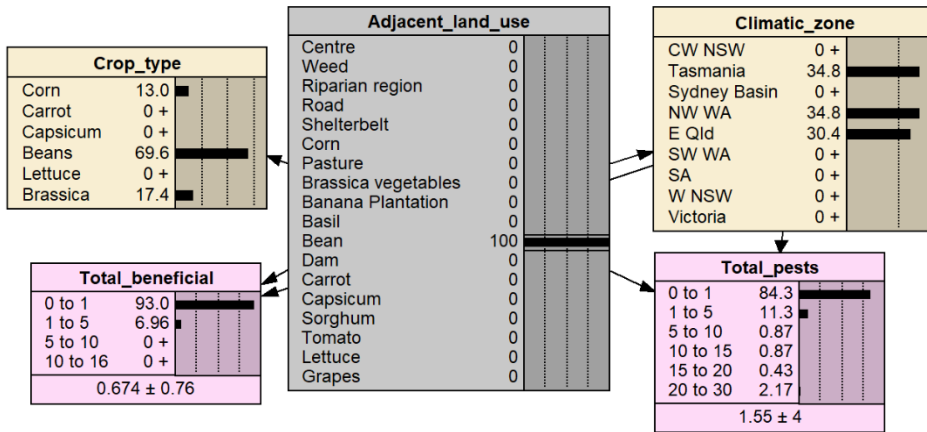 Crop_type
Corn 13.0
Carrot 0 +
Capsicum 0 +
Beans 69.6
Lettuce 0 +
Brassica 17.4
Adjacent_land_use
Centre 0
Weed 0
Riparian region 0
Road 0
Shelterbelt 0
Corn 0
Pasture 0
Brassica vegetables 0
Banana Plantation 0
Basil 0
Bean 100
Dam 0
Carrot 0
Capsicum 0
Sorghum 0
Tomato 0
Lettuce 0
Grapes 0
Climatic_zone
CW NSW 0 +
Tasmania 34.8
Sydney Basin 0 +
NW WA 34.8
E Qld 30.4
SW WA 0 +
SA 0 +
W NSW 0 +
Victoria 0 +
Total_beneficial
0 to 1 93.0
1 to 5 6.96
5 to 10 0 +
10 to 16 0 +
0.674 ± 0.76
Total_pests
0 to 1 84.3
1 to 5 11.3
5 to 10 0.87
10 to 15 0.87
15 to 20 0.43
20 to 30 2.17
1.55 ± 4